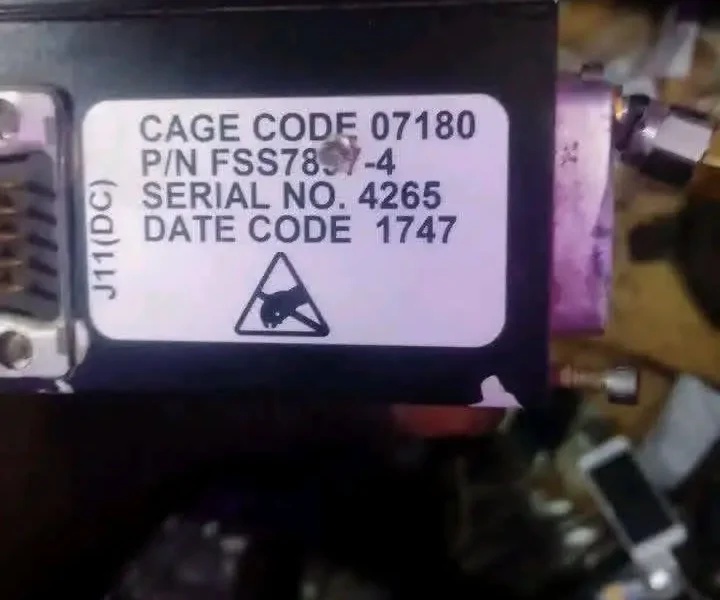 CAGE CODE 07180
P/N
SERIAL NO. 4265
DATE CODE 1747
J11(DC)